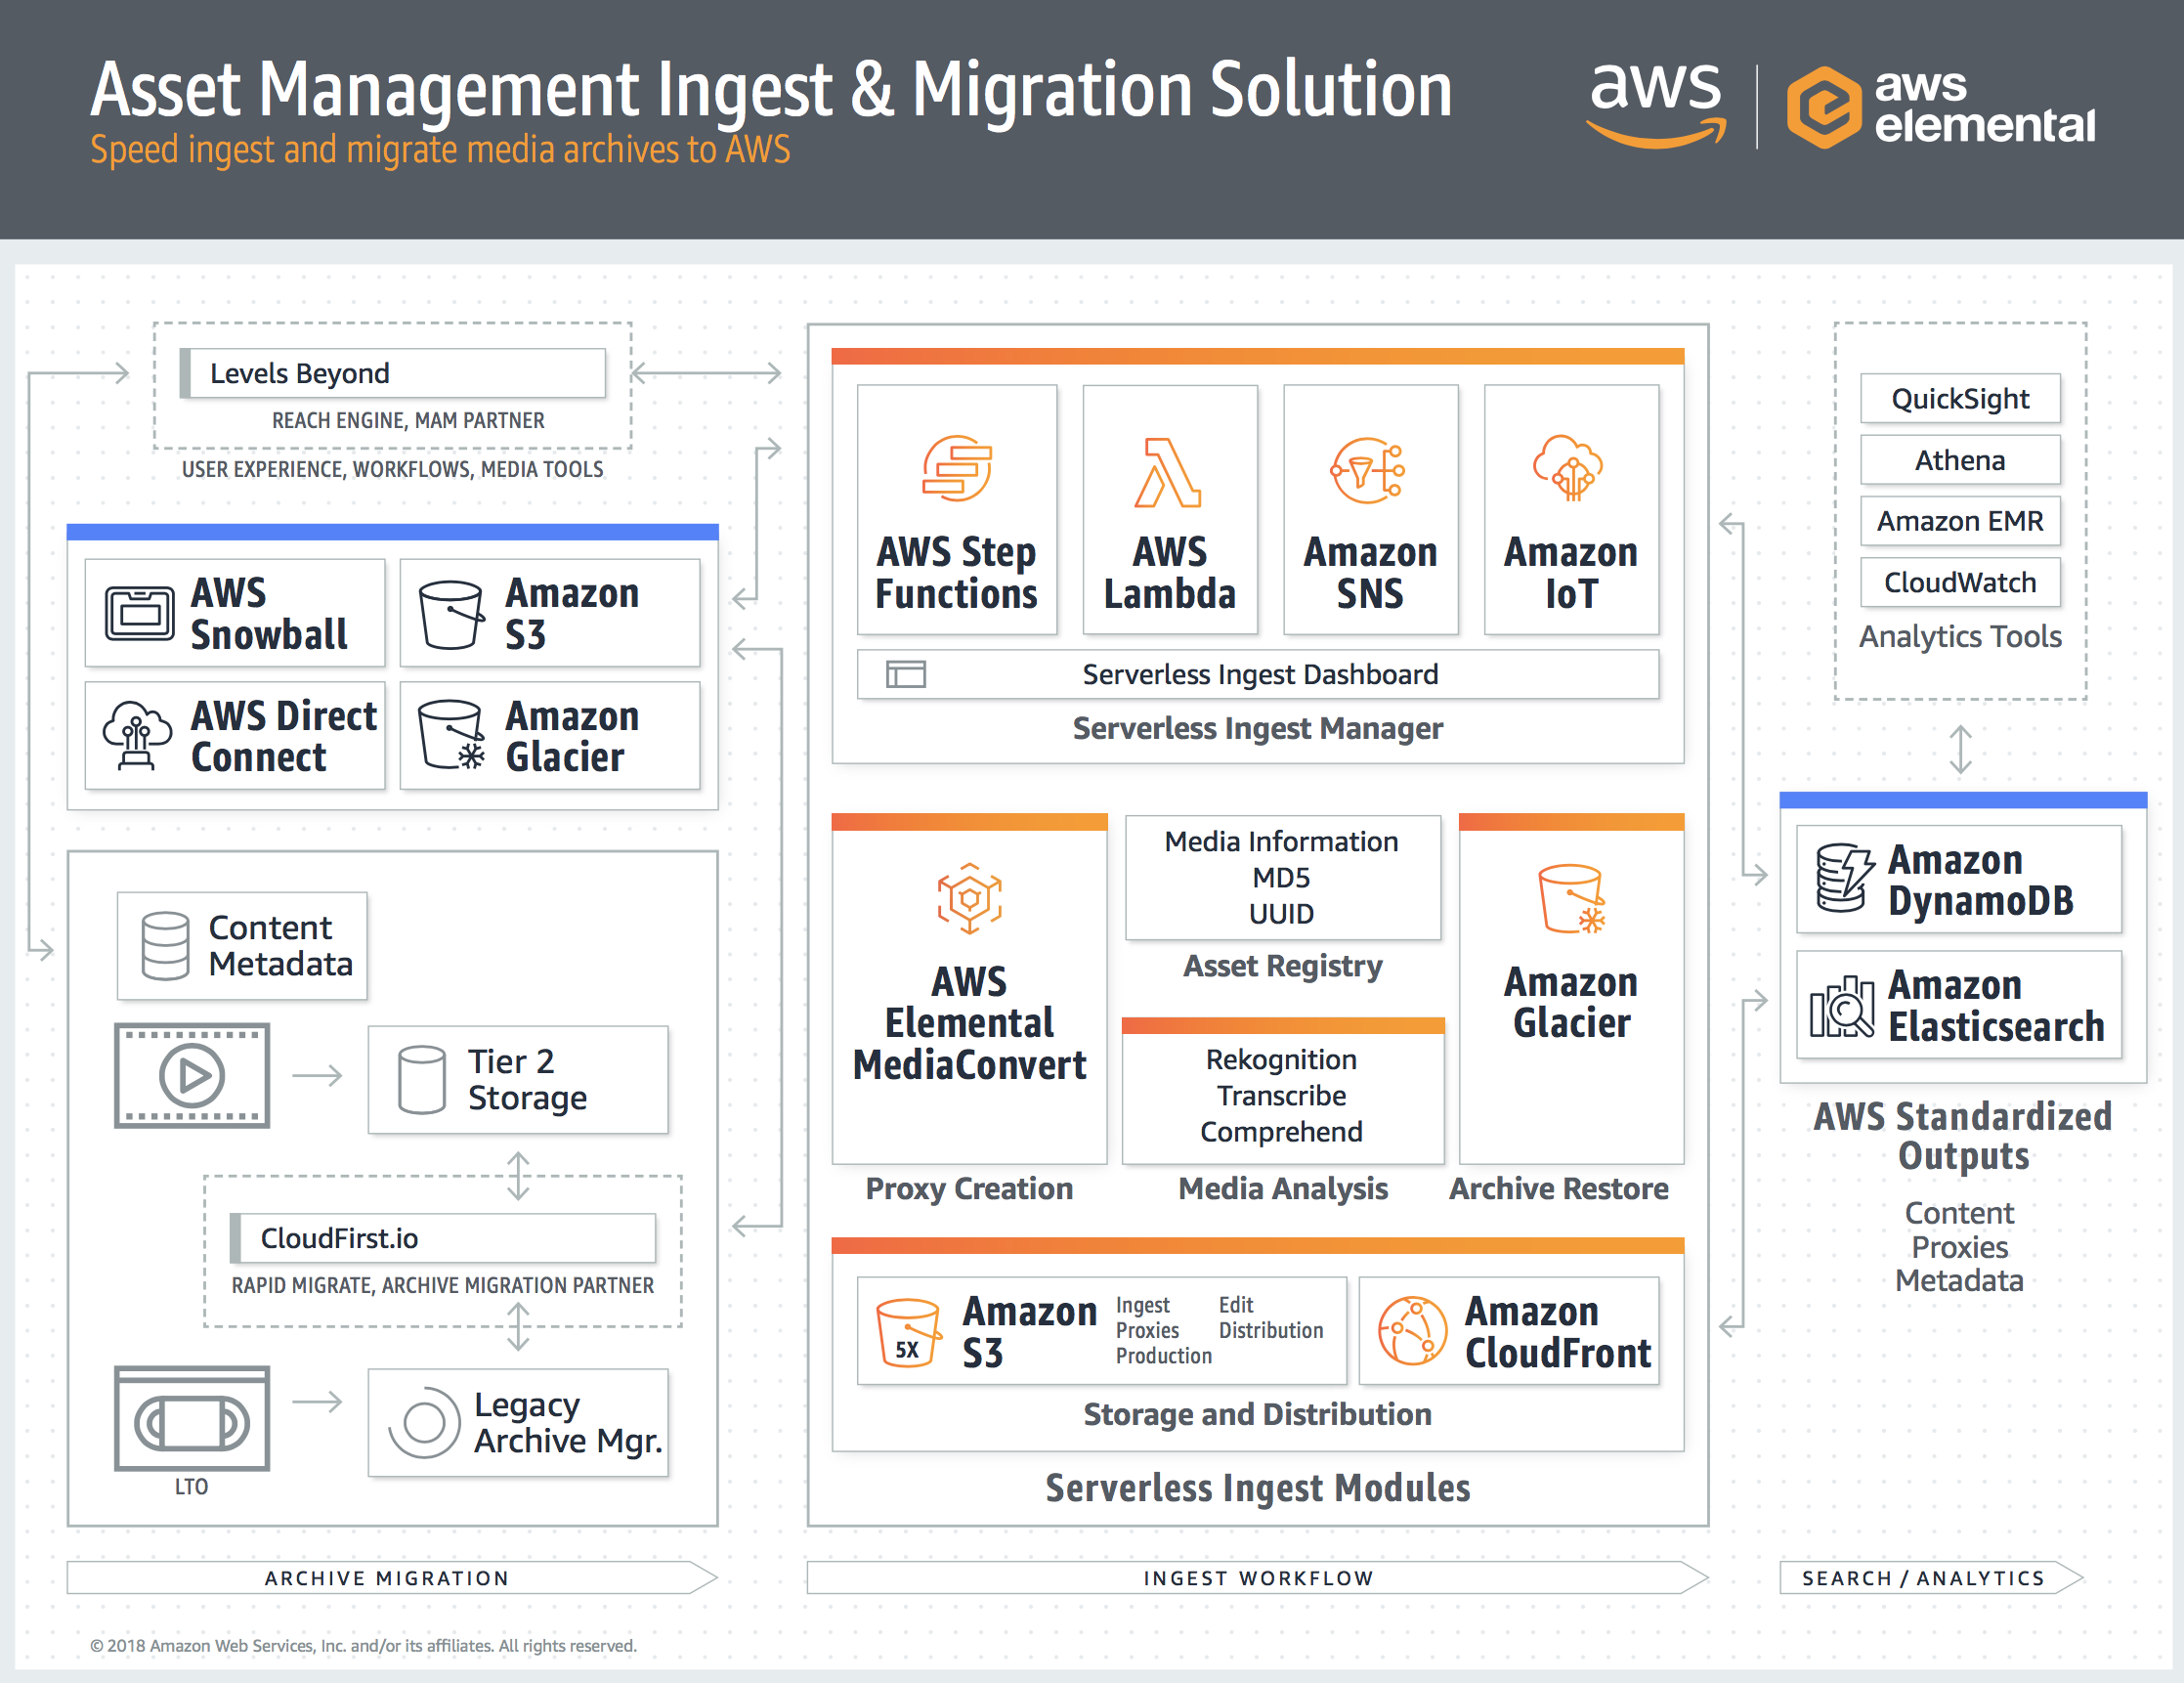 Asset Management Ingest & Migration Solution
Speed ingest and migrate media archives to AWS
aws
aws
elemental
Levels Beyond
REACH ENGINE, MAM PARTNER
USER EXPERIENCE, WORKFLOWS, MEDIA TOOLS
AWS
Snowball
Amazon
S3
AWS Direct
Connect
Amazon
Glacier
Content
Metadata
Tier 2
Storage
CloudFirst.io
RAPID MIGRATE, ARCHIVE MIGRATION PARTNER
Legacy
Archive Mgr.
LTO
ARCHIVE MIGRATION
AWS Step
Functions
AWS
Lambda
Amazon
SNS
Amazon
IoT
Serverless Ingest Dashboard
Serverless Ingest Manager
AWS
Elemental
MediaConvert
Proxy Creation
Media Information
MD5
UUID
Asset Registry
Rekognition
Transcribe
Comprehend
Media Analysis
Amazon
Glacier
Archive Restore
5X
Amazon
S3
Ingest
Proxies
Production
Edit
Distribution
Amazon
CloudFront
Storage and Distribution
Serverless Ingest Modules
INGEST WORKFLOW
QuickSight
Athena
Amazon EMR
CloudWatch
Analytics Tools
Amazon
DynamoDB
Amazon
Elasticsearch
AWS Standardized
Outputs
Content
Proxies
Metadata
SEARCH / ANALYTICS
© 2018 Amazon Web Services, Inc. and/or its affiliates. All rights reserved.